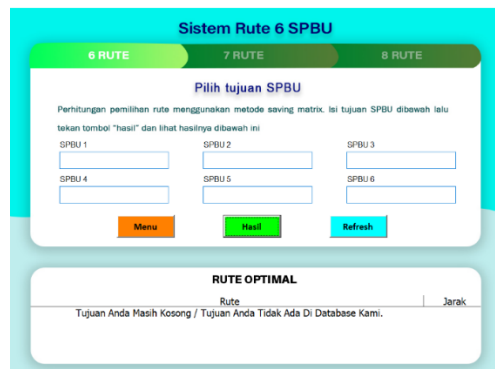 Sistem Rute 6 SPBU
6 RUTE 7 RUTE 8 RUTE
Pilih tujuan SPBU
Perhitungan pemilihan rute menggunakan metode saving matrix. Isi tujuan SPBU dibawah lalu
tekan tombol "hasil" dan lihat hasilnya dibawah ini
SPBU 1 SPBU 2 SPBU 3
SPBU 4 SPBU 5 SPBU 6
Menu Hasil Refresh
RUTE OPTIMAL
Rute Jarak
Tujuan Anda Masih Kosong / Tujuan Anda Tidak Ada Di Database Kami.